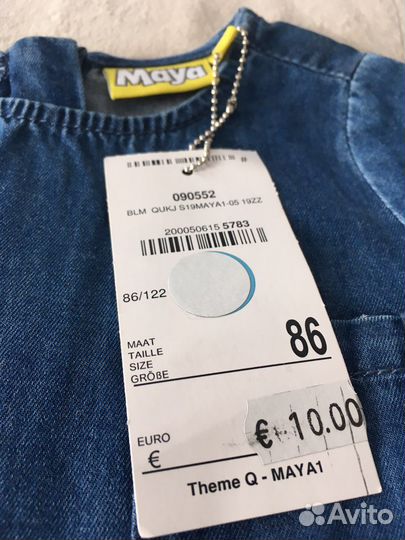 Maya
#
090552
BLM QUKJ S19MAYA1-05 19ZZ
200050615 5783
86/122
MAAT
TAILLE
SIZE
GRÖßE
86
EURO
€
€ 10.00
Theme Q - MAYA1
Avito